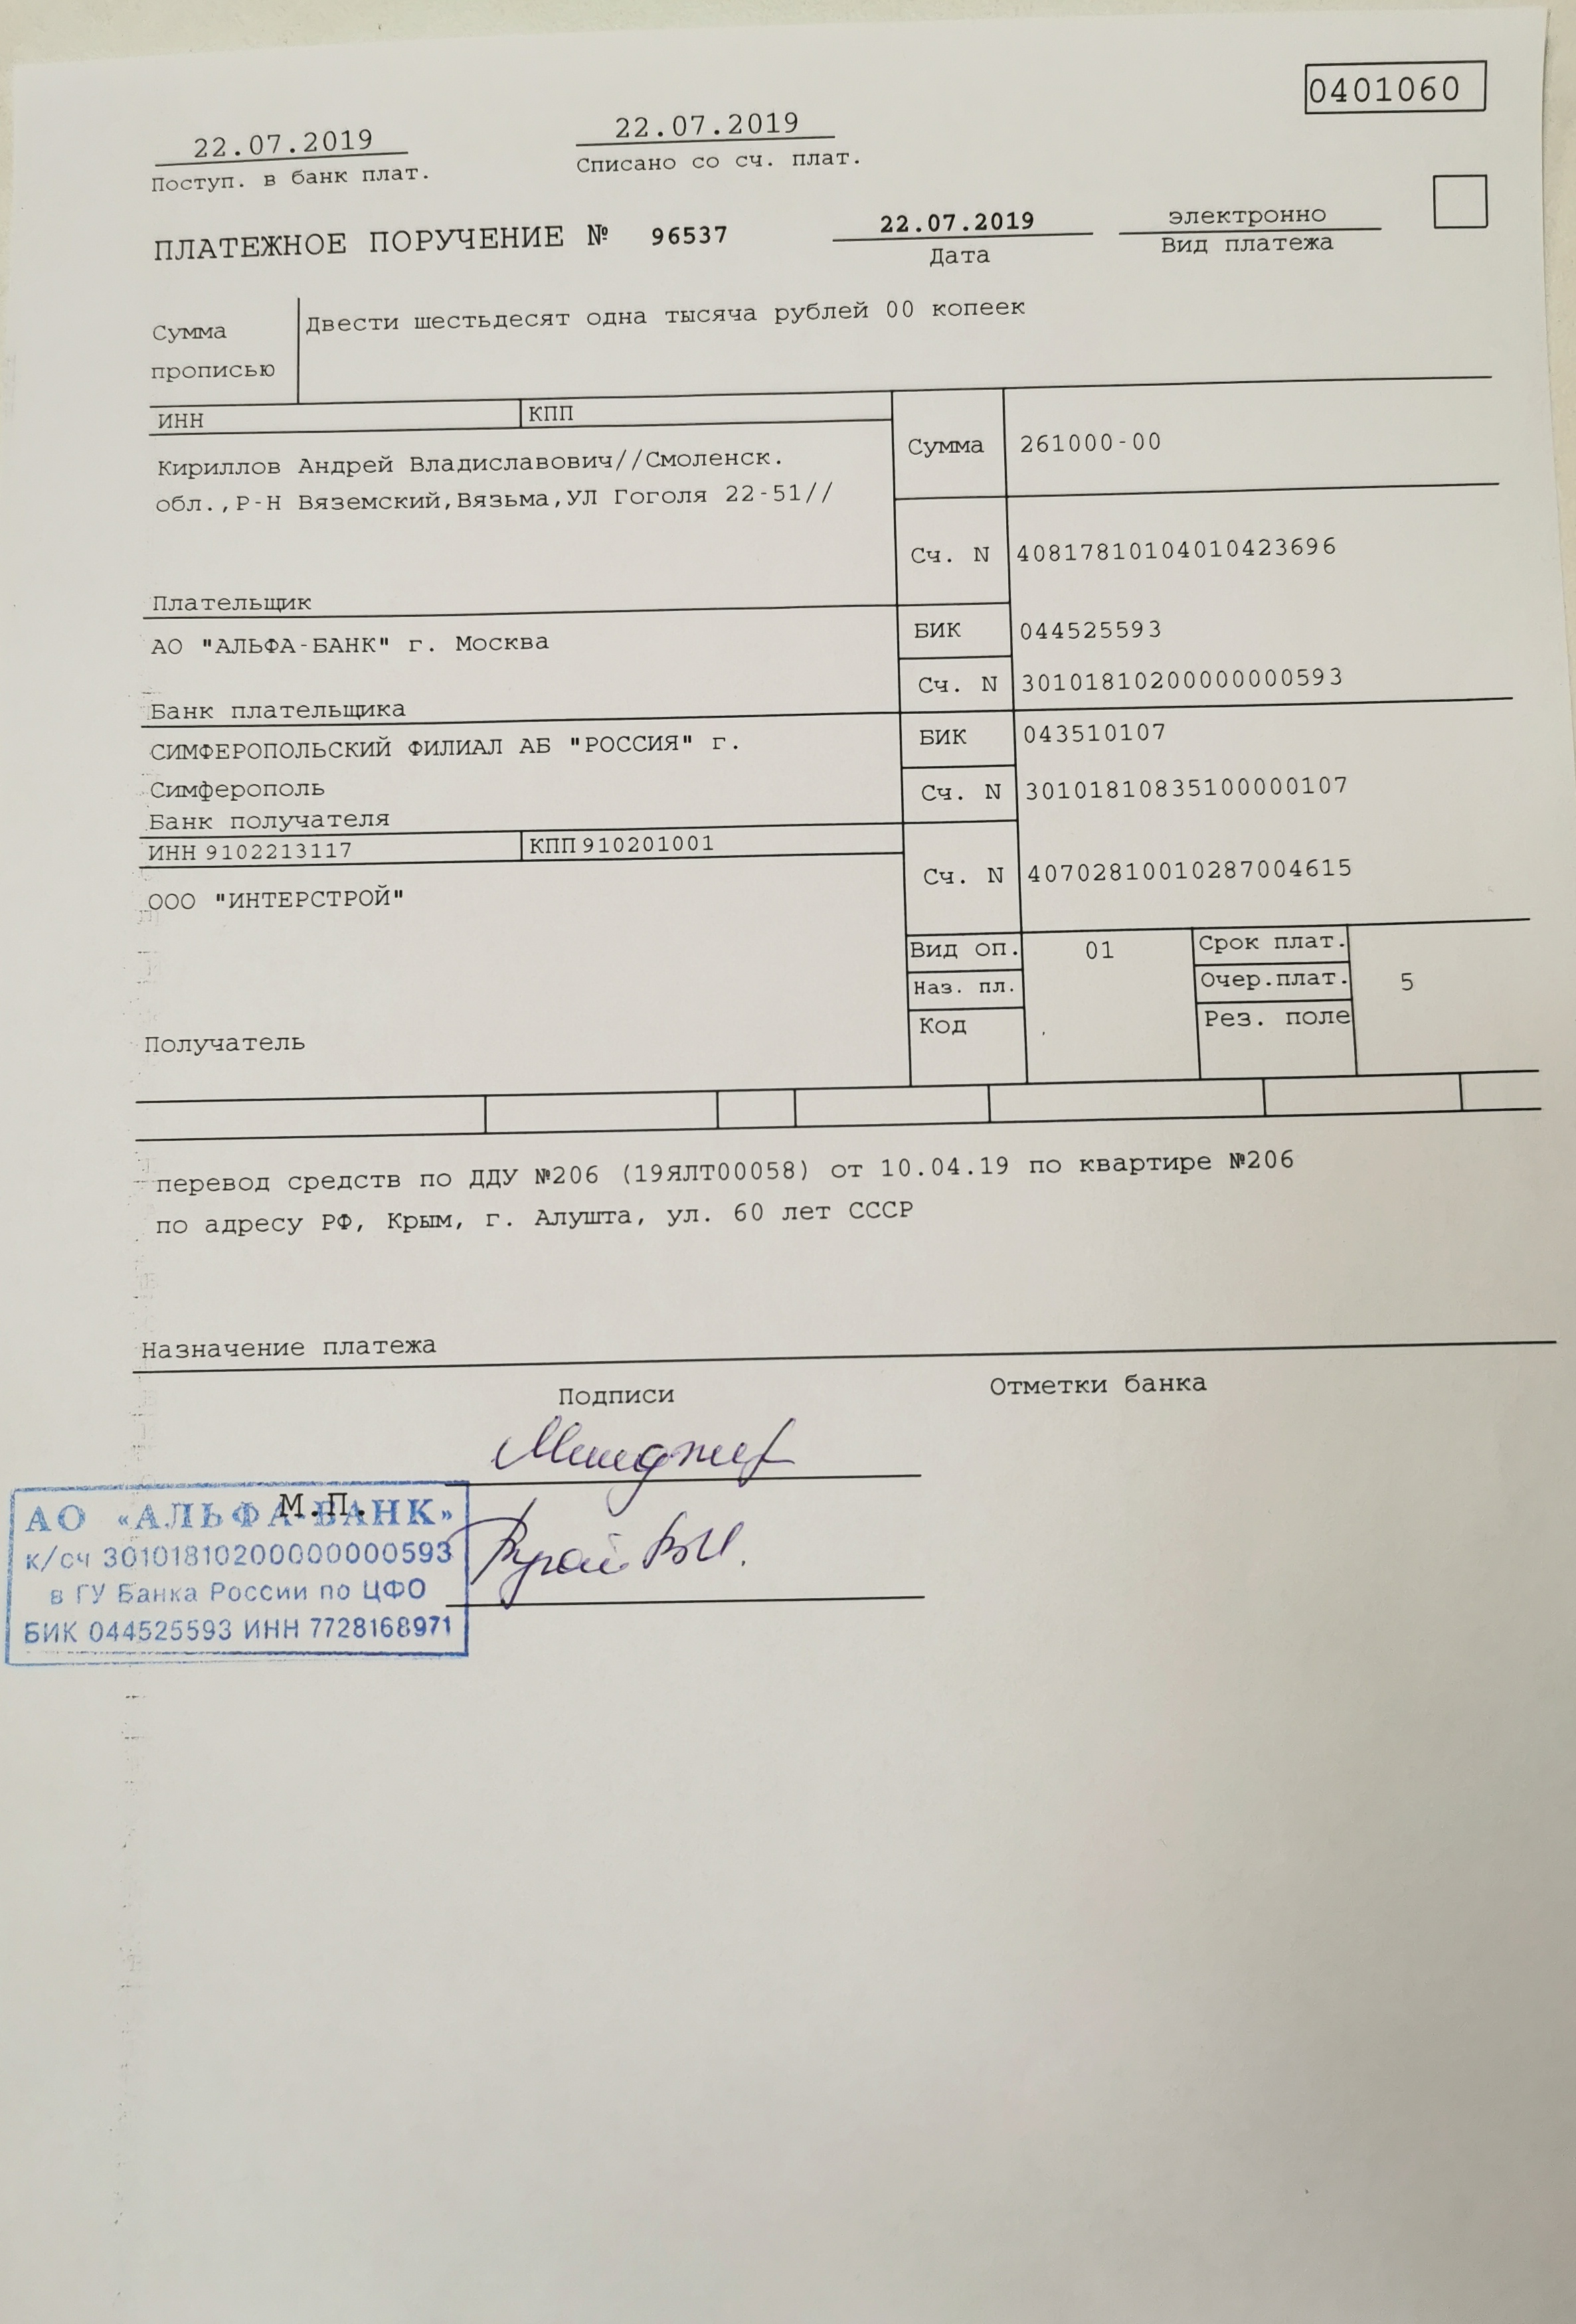 0401060
22.07.2019
22.07.2019
Поступ. в банк плат.
Списано со сч. плат.
ПЛАТЕЖНОЕ ПОРУЧЕНИЕ № 96537
22.07.2019
электронно
Дата
Вид платежа
Сумма
прописью
Двести шестьдесят одна тысяча рублей 00 копеек
ИНН
КПП
Сумма
261000-00
Кириллов Андрей Владиславович//Смоленск.
обл.,Р-Н Вяземский,Вязьма,УЛ Гоголя 22-51//
Сч. N
40817810104010423696
Плательщик
АО "АЛЬФА-БАНК" г. Москва
БИК
044525593
Сч. N
30101810200000000593
Банк плательщика
СИМФЕРОПОЛЬСКИЙ ФИЛИАЛ АБ "РОССИЯ" г.
Симферополь
БИК
043510107
Сч. N
30101810835100000107
Банк получателя
ИНН 9102213117
КПП 910201001
Сч. N
40702810010287004615
ООО "ИНТЕРСТРОЙ"
Вид оп.
01
Срок плат.
Наз. пл.
Очер.плат.
5
Код
Рез. поле
Получатель
перевод средств по ДДУ №206 (19ЯЛТ00058) от 10.04.19 по квартире №206
по адресу РФ, Крым, г. Алушта, ул. 60 лет СССР
Назначение платежа
Подписи
Отметки банка
Менеджер
М.П.
АО «АЛЬФА-БАНК»
к/сч 30101810200000000593
в ГУ Банка России по ЦФО
БИК 044525593 ИНН 7728168971